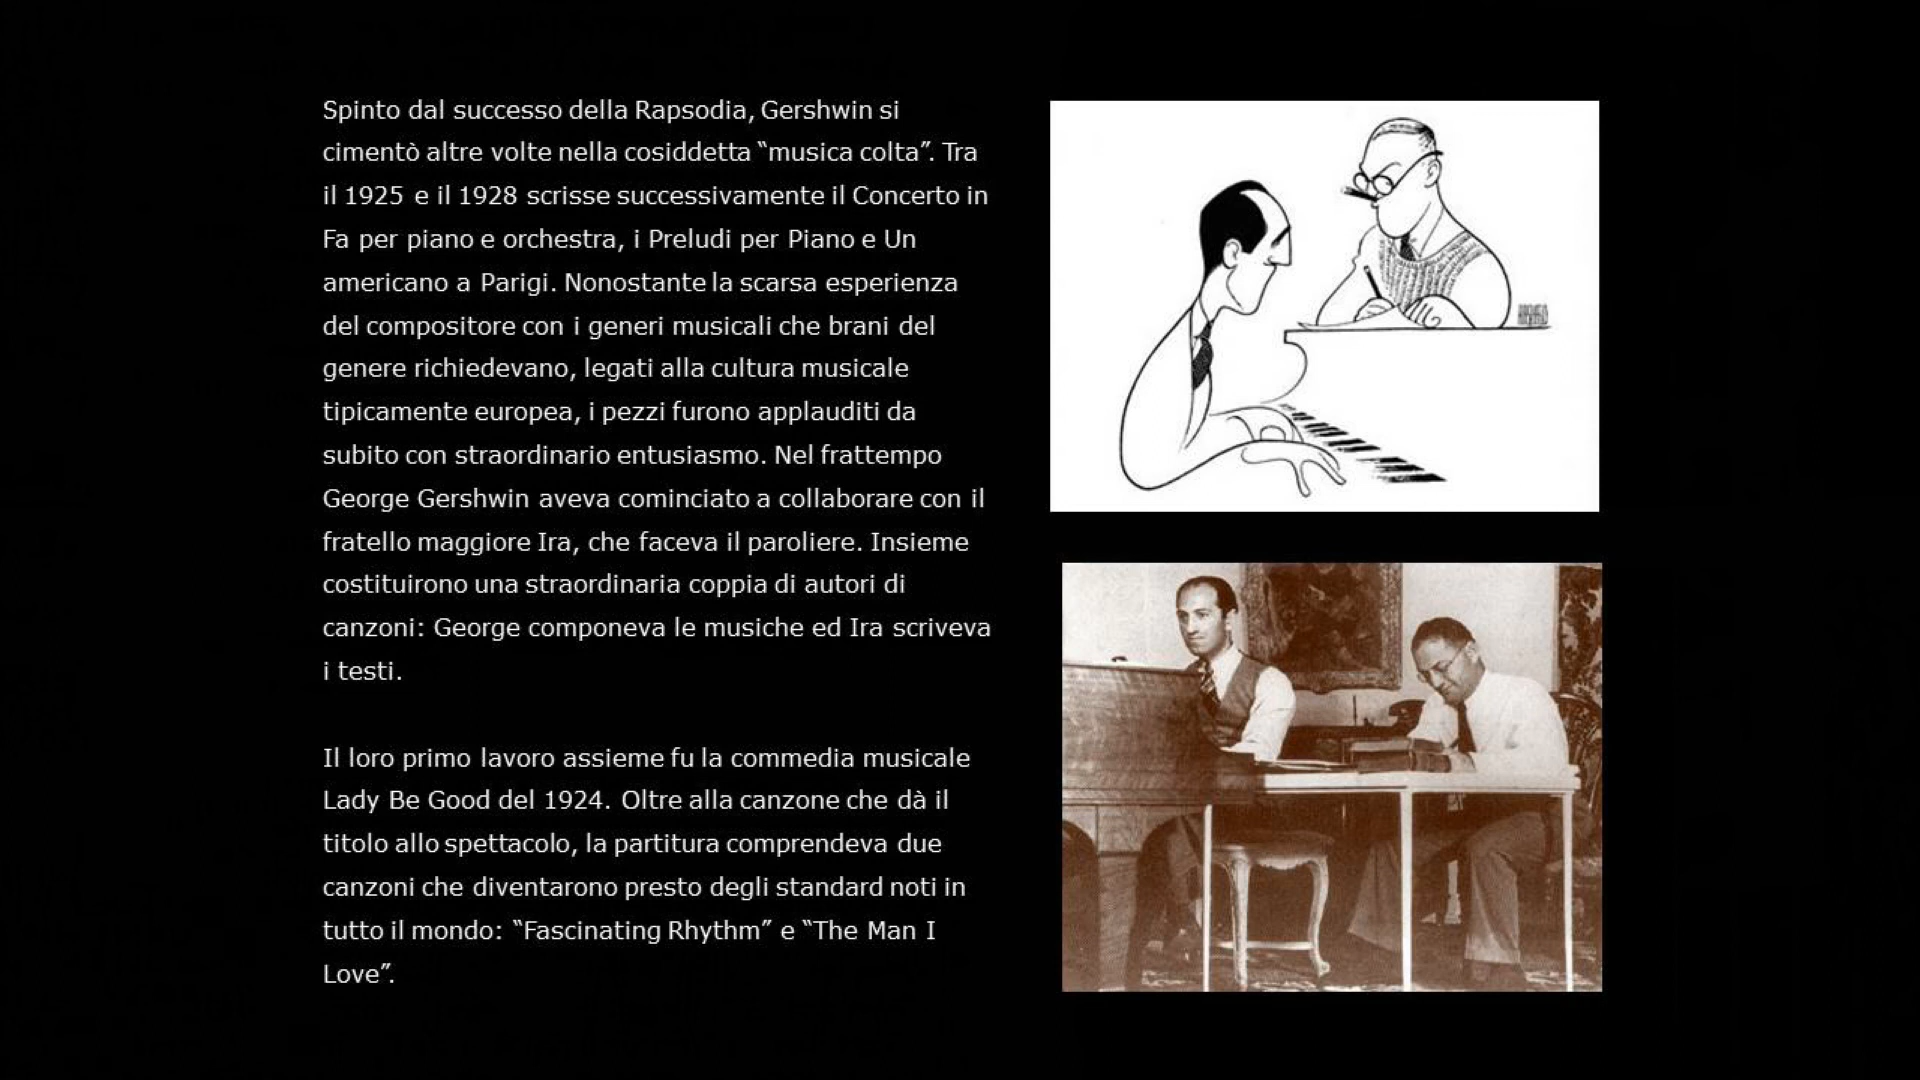 Spinto dal successo della Rapsodia, Gershwin si
cimentò altre volte nella cosiddetta “musica colta”. Tra
il 1925 e il 1928 scrisse successivamente il Concerto in
Fa per piano e orchestra, i Preludi per Piano e Un
americano a Parigi. Nonostante la scarsa esperienza
del compositore con i generi musicali che brani del
genere richiedevano, legati alla cultura musicale
tipicamente europea, i pezzi furono applauditi da
subito con straordinario entusiasmo. Nel frattempo
George Gershwin aveva cominciato a collaborare con il
fratello maggiore Ira, che faceva il paroliere. Insieme
costituirono una straordinaria coppia di autori di
canzoni: George componeva le musiche ed Ira scriveva
i testi.
Il loro primo lavoro assieme fu la commedia musicale
Lady Be Good del 1924. Oltre alla canzone che dà il
titolo allo spettacolo, la partitura comprendeva due
canzoni che diventarono presto degli standard noti in
tutto il mondo: “Fascinating Rhythm” e “The Man I
Love”.